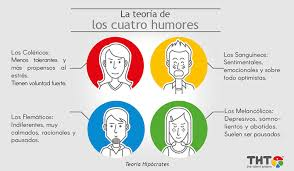 La teoría de
los cuatro humores
Los Coléricos:
Menos tolerantes y
más propensos al
estrés.
Tienen voluntad fuerte.
Los Sanguíneos:
Sentimentales,
emocionales y sobre
todo optimistas.
Los Flemáticos:
Indiferentes, muy
calmados, racionales y
pausados.
Los Melancólicos:
Depresivos, somno-
lientos y abatidos.
Suelen ser pausados
Teoría Hipócrates
THT